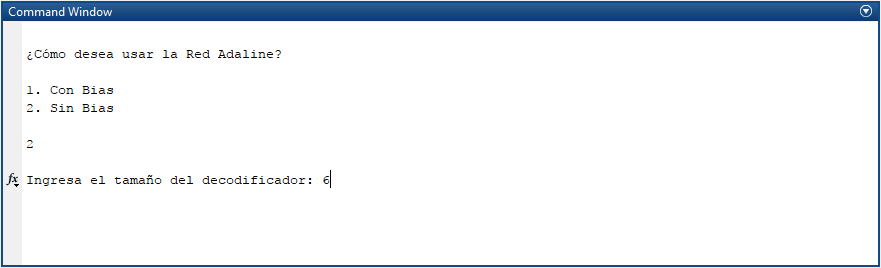 Command Window
¿Cómo desea usar la Red Adaline?
1. Con Bias
2. Sin Bias
2
fx Ingresa el tamaño del decodificador: 6